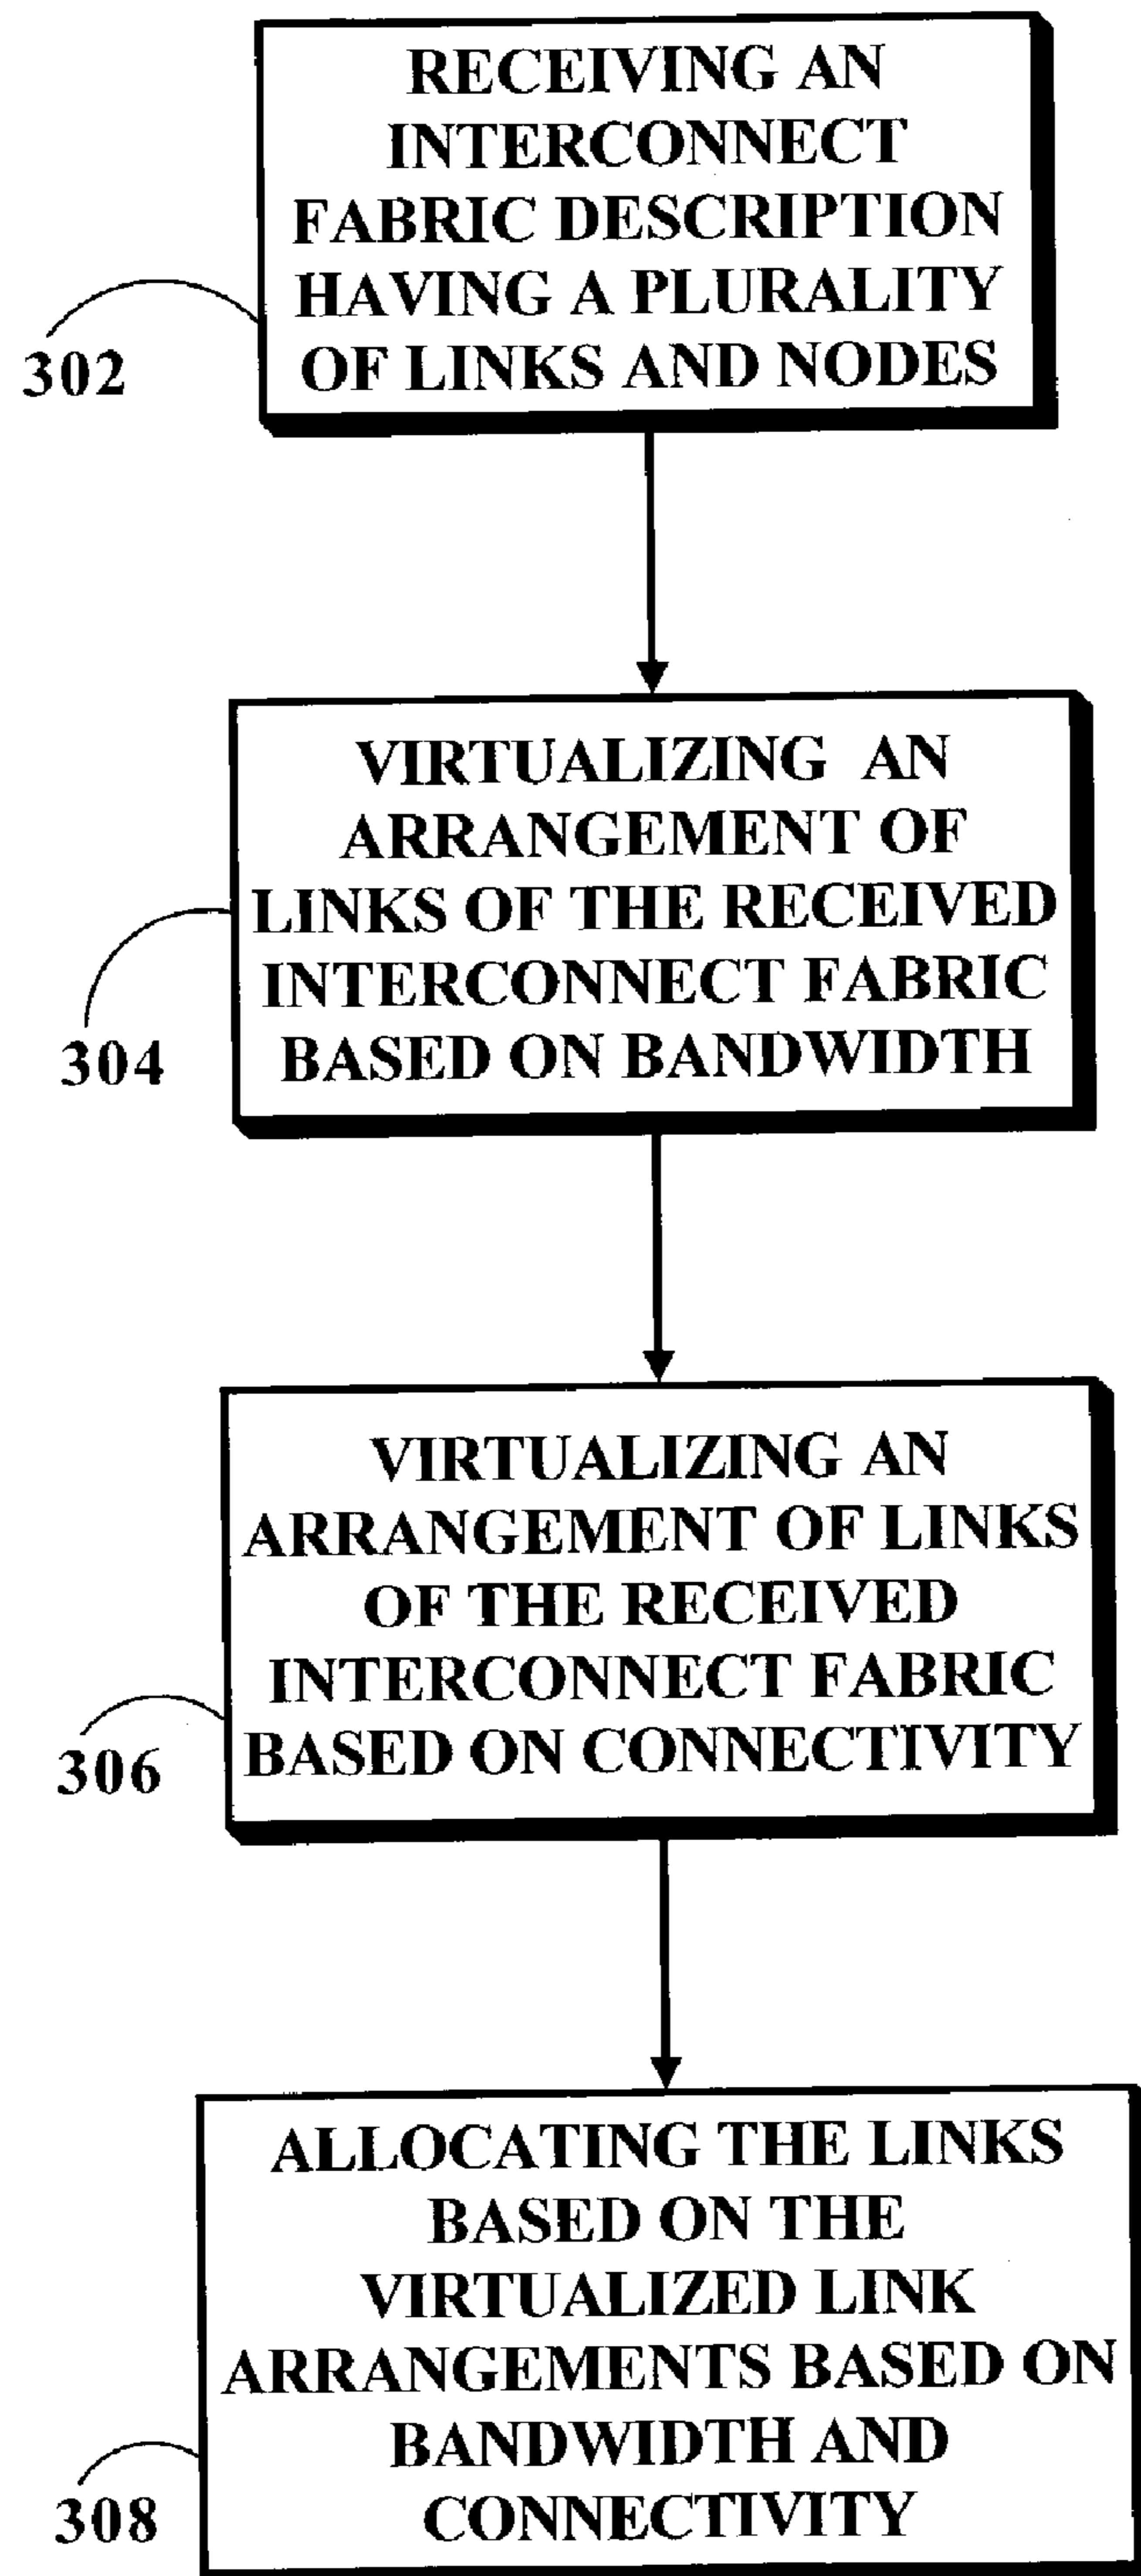 RECEIVING AN
INTERCONNECT
FABRIC DESCRIPTION
HAVING A PLURALITY
OF LINKS AND NODES
302
VIRTUALIZING AN
ARRANGEMENT OF
LINKS OF THE RECEIVED
INTERCONNECT FABRIC
BASED ON BANDWIDTH
304
VIRTUALIZING AN
ARRANGEMENT OF LINKS
OF THE RECEIVED
INTERCONNECT FABRIC
BASED ON CONNECTIVITY
306
ALLOCATING THE LINKS
BASED ON THE
VIRTUALIZED LINK
ARRANGEMENTS BASED ON
BANDWIDTH AND
CONNECTIVITY
308